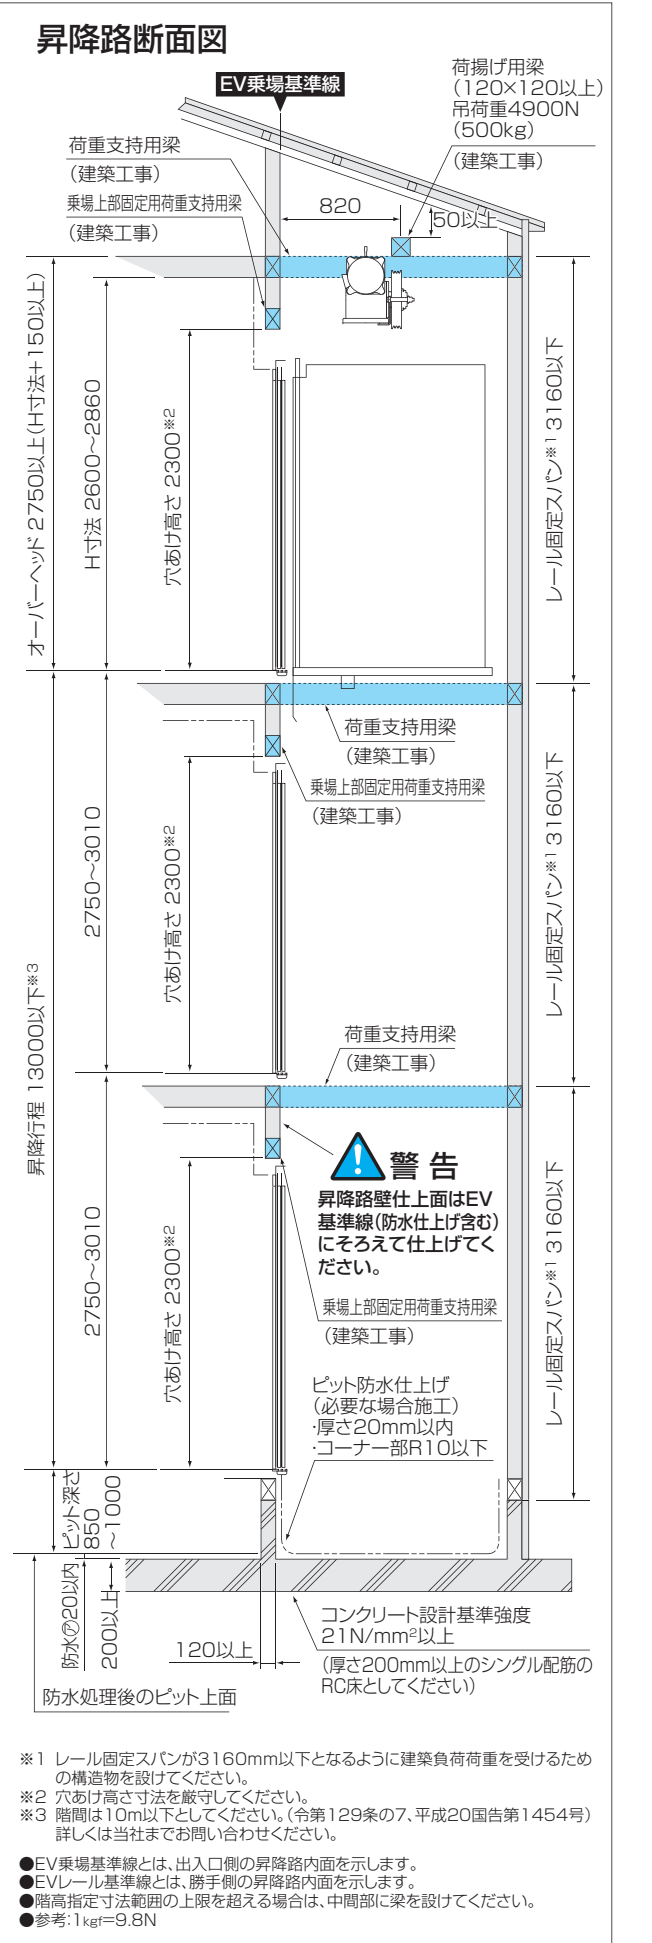 昇降路断面図
EV乗場基準線
荷揚げ用梁
(120×120以上)
吊荷重4900N
(500kg)
(建築工事)
荷重支持用梁
(建築工事)
乗場上部固定用荷重支持用梁
(建築工事)
820
50以上
オーバーヘッド 2750以上(H寸法+150以上)
H寸法 2600〜2860
穴あけ高さ 2300※2
レール固定スパン※1 3160以下
荷重支持用梁
(建築工事)
乗場上部固定用荷重支持用梁
(建築工事)
昇降行程 13000以下※3
2750〜3010
穴あけ高さ 2300※2
レール固定スパン※1 3160以下
荷重支持用梁
(建築工事)
警告
昇降路壁仕上面はEV
基準線(防水仕上げ含む)
にそろえて仕上げてく
ださい。
2750〜3010
穴あけ高さ 2300※2
レール固定スパン※1 3160以下
乗場上部固定用荷重支持用梁
(建築工事)
ピット防水仕上げ
(必要な場合施工)
・厚さ20mm以内
・コーナー部R10以下
ピット深さ
850
〜1000
防水㋐20以内
200以上
120以上
コンクリート設計基準強度
21N/mm²以上
(厚さ200mm以上のシングル配筋の
RC床としてください)
防水処理後のピット上面
※1 レール固定スパンが3160mm以下となるように建築負荷荷重を受けるため
の構造物を設けてください。
※2 穴あけ高さ寸法を厳守してください。
※3 階間は10m以下としてください。(令第129条の7、平成20国告第1454号)
詳しくは当社までお問い合わせください。
●EV乗場基準線とは、出入口側の昇降路内面を示します。
●EVレール基準線とは、勝手側の昇降路内面を示します。
●階高指定寸法範囲の上限を超える場合は、中間部に梁を設けてください。
●参考:1kgf=9.8N